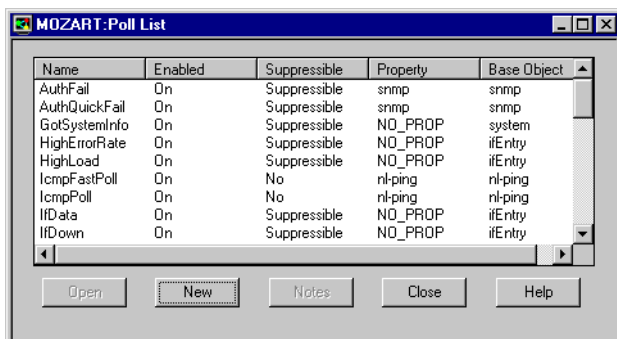 MOZART:Poll List
Name Enabled Suppressible Property Base Object
AuthFail On Suppressible snmp snmp
AuthQuickFail On Suppressible snmp snmp
GotSystemInfo On Suppressible NO_PROP system
HighErrorRate On Suppressible NO_PROP ifEntry
HighLoad On Suppressible NO_PROP ifEntry
IcmpFastPoll On No nl-ping nl-ping
IcmpPoll On No nl-ping nl-ping
IfData On Suppressible NO_PROP ifEntry
IfDown On Suppressible NO_PROP ifEntry
Open New Notes Close Help